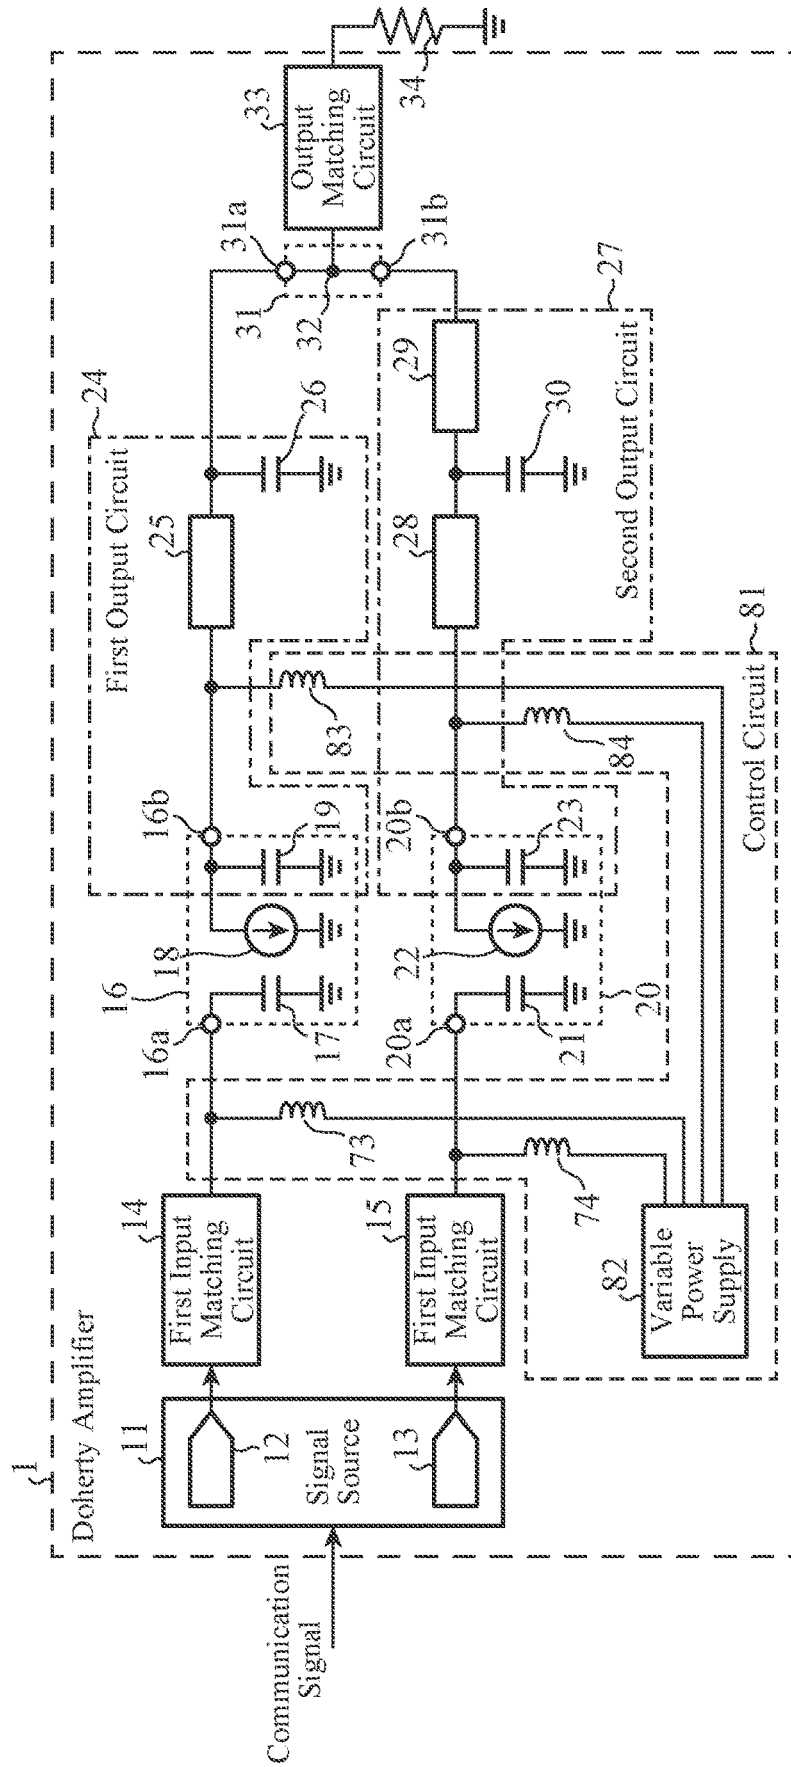 1
Doherty Amplifier
Communication
Signal
11
12
13
Signal
Source
14
First Input
Matching
Circuit
15
First Input
Matching
Circuit
73
74
82
Variable
Power
Supply
16
16a
16b
17
18
19
20
20a
20b
21
22
23
83
84
Control Circuit
81
24
First Output Circuit
25
26
27
Second Output Circuit
28
29
30
31
31a
31b
32
33
Output
Matching
Circuit
34